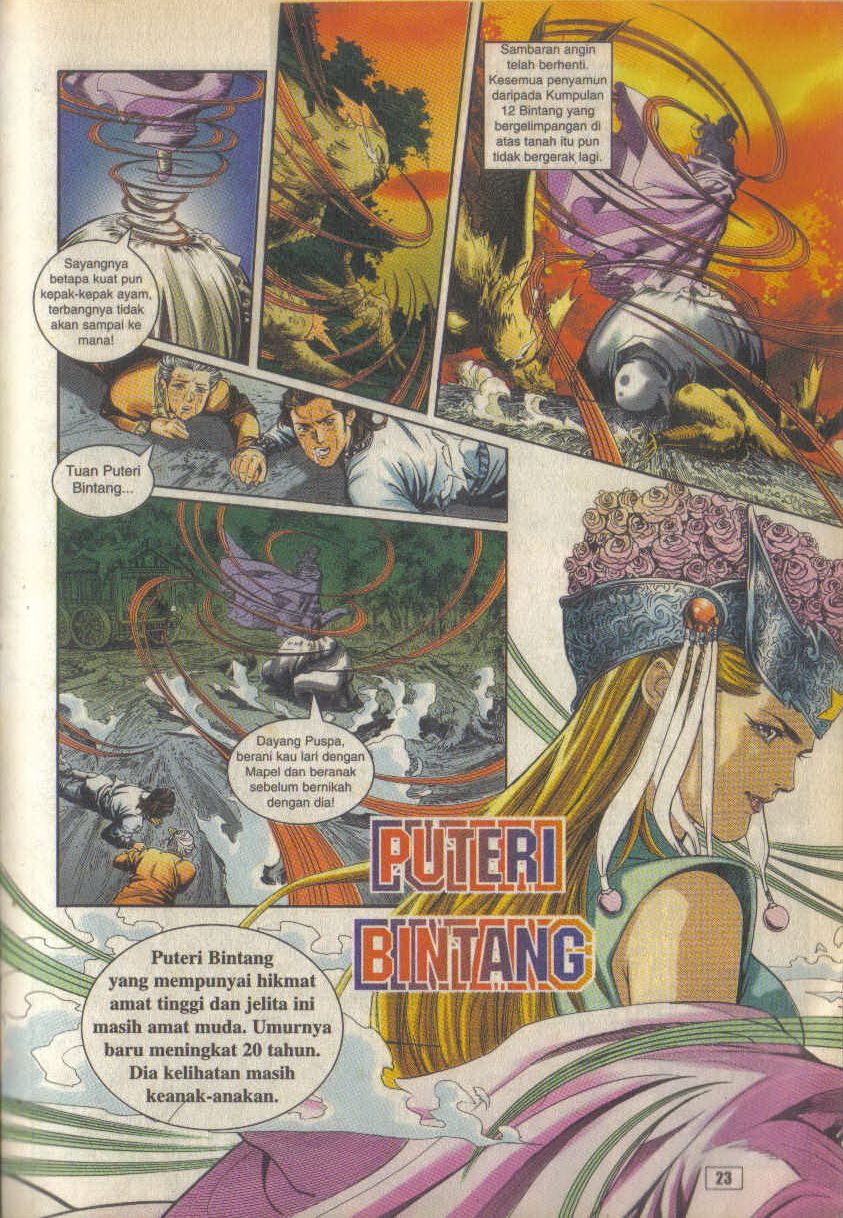 Sayangnya
betapa kuat pun
kepak-kepak ayam,
terbangnya tidak
akan sampai ke
mana!
Sambaran angin
telah berhenti.
Kesemua penyamun
daripada Kumpulan
12 Bintang yang
bergelimpangan di
atas tanah itu pun
tidak bergerak lagi.
Tuan Puteri
Bintang...
Dayang Puspa,
berani kau lari dengan
Mapel dan beranak
sebelum bernikah
dengan dia!
PUTERI
BINTANG
Puteri Bintang
yang mempunyai hikmat
amat tinggi dan jelita ini
masih amat muda. Umurnya
baru meningkat 20 tahun.
Dia kelihatan masih
keanak-anakan.
23